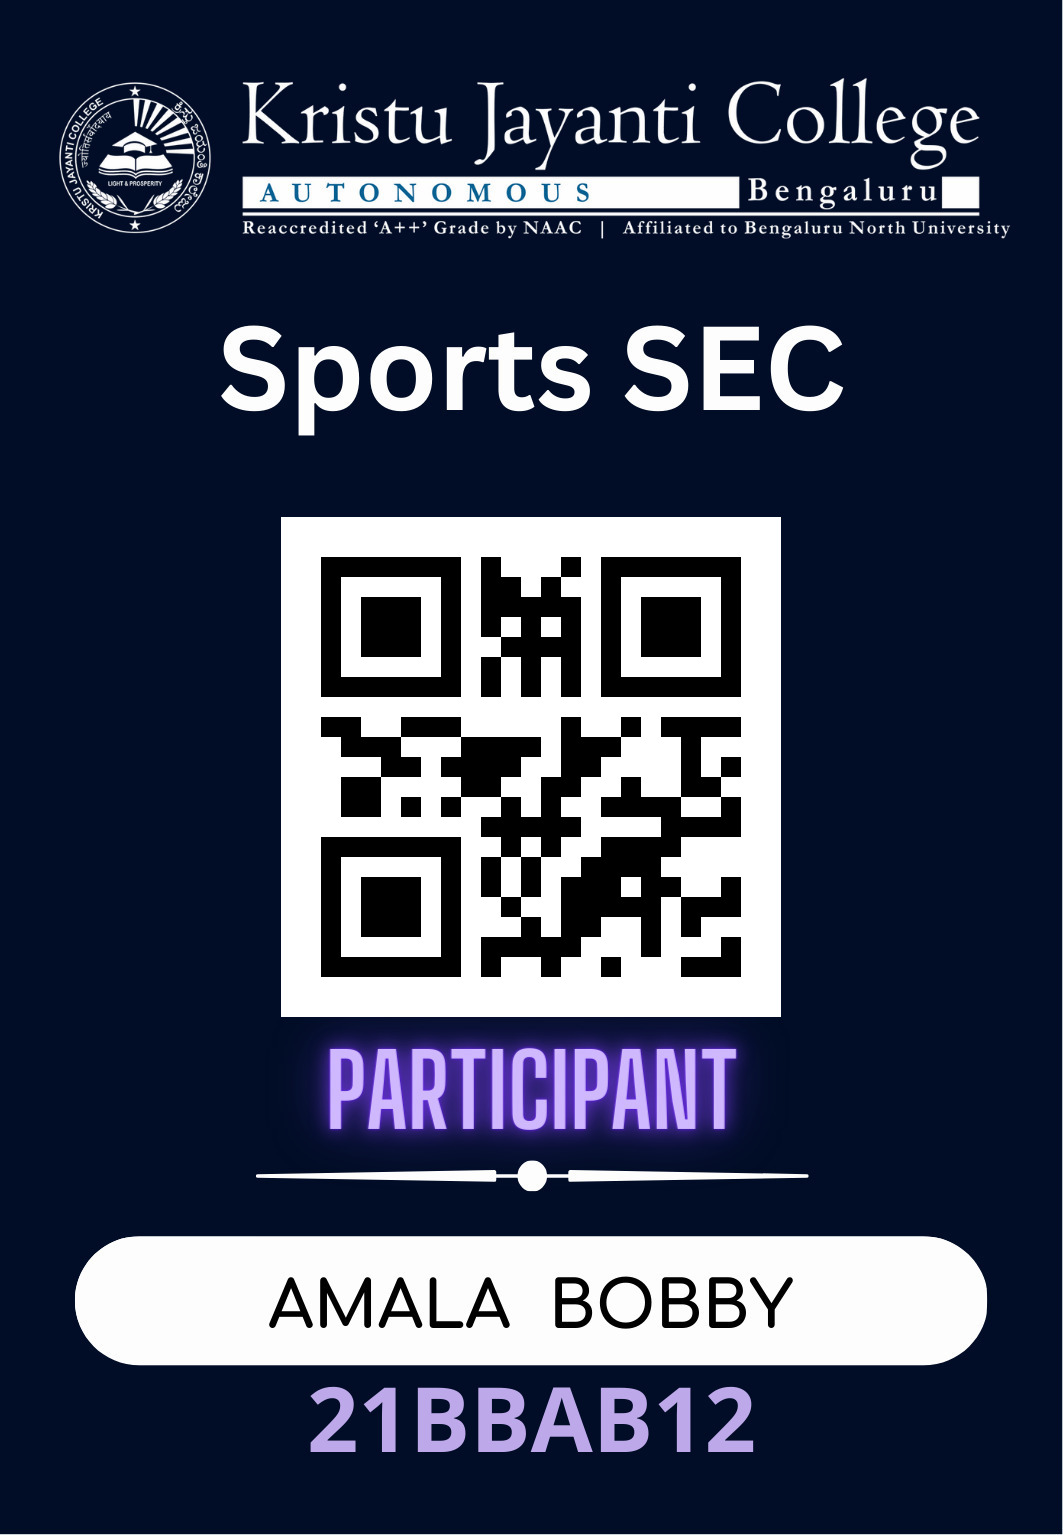 KRISTU JAYANTI COLLEGE
LIGHT & PROSPERITY
Kristu Jayanti College
AUTONOMOUS Bengaluru
Reaccredited ‘A++’ Grade by NAAC | Affiliated to Bengaluru North University
Sports SEC
PARTICIPANT
AMALA BOBBY
21BBAB12